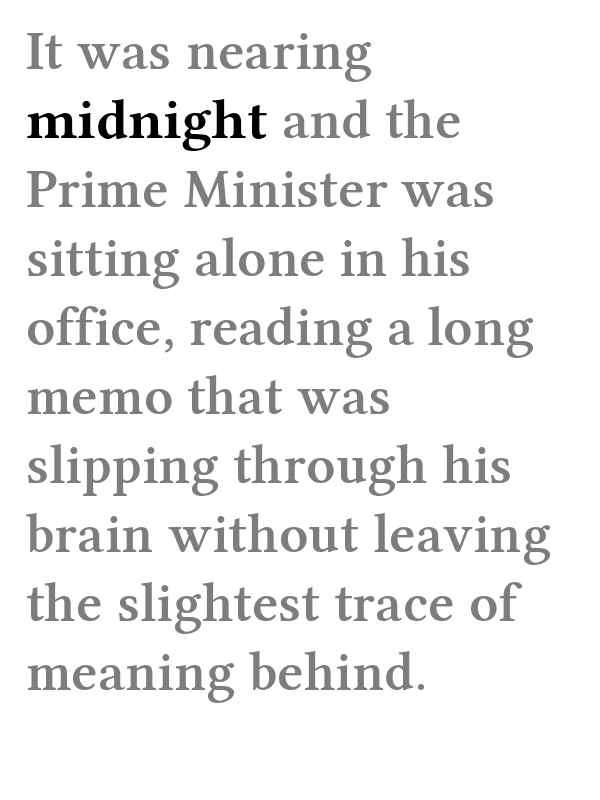 It was nearing
midnight and the
Prime Minister was
sitting alone in his
office, reading a long
memo that was
slipping through his
brain without leaving
the slightest trace of
meaning behind.